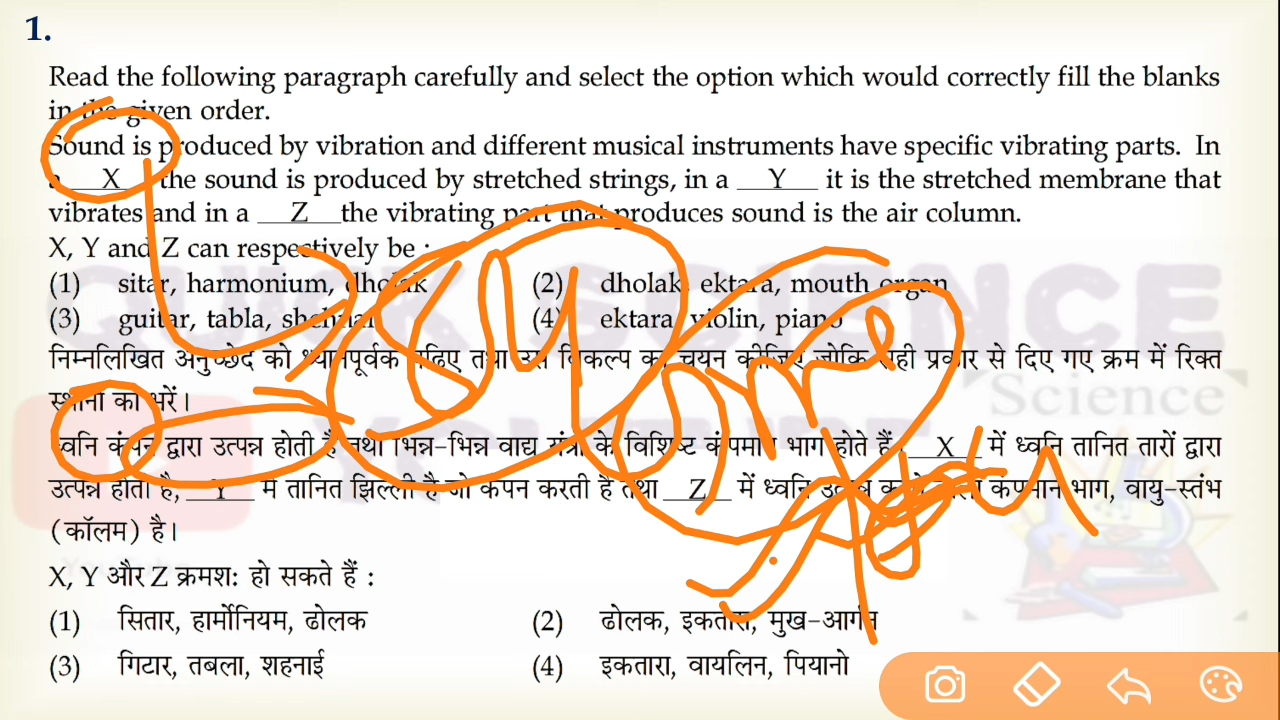 1.
Read the following paragraph carefully and select the option which would correctly fill the blanks
in the given order.
Sound is produced by vibration and different musical instruments have specific vibrating parts. In
a X the sound is produced by stretched strings, in a Y it is the stretched membrane that
vibrates and in a Z the vibrating part that produces sound is the air column.
X, Y and Z can respectively be :
(1) sitar, harmonium, dholak (2) dholak, ektara, mouth organ
(3) guitar, tabla, shehnai (4) ektara, violin, piano
निम्नलिखित अनुच्छेद को ध्यानपूर्वक पढ़िए तथा उस विकल्प का चयन कीजिए जोकि सही प्रकार से दिए गए क्रम में रिक्त
स्थानों को भरें।
ध्वनि कंपन द्वारा उत्पन्न होती है तथा भिन्न-भिन्न वाद्य यंत्रों के विशिष्ट कंपमान भाग होते हैं। X में ध्वनि तानित तारों द्वारा
उत्पन्न होती है, Y में तानित झिल्ली है जो कंपन करती है तथा Z में ध्वनि उत्पन्न करने वाला कंपमान भाग, वायु-स्तंभ
(कॉलम) है।
X, Y और Z क्रमश: हो सकते हैं :
(1) सितार, हार्मोनियम, ढोलक (2) ढोलक, इकतारा, मुख-आर्गन
(3) गिटार, तबला, शहनाई (4) इकतारा, वायलिन, पियानो
QUICK SCIENCE
YOUTUBE
Science